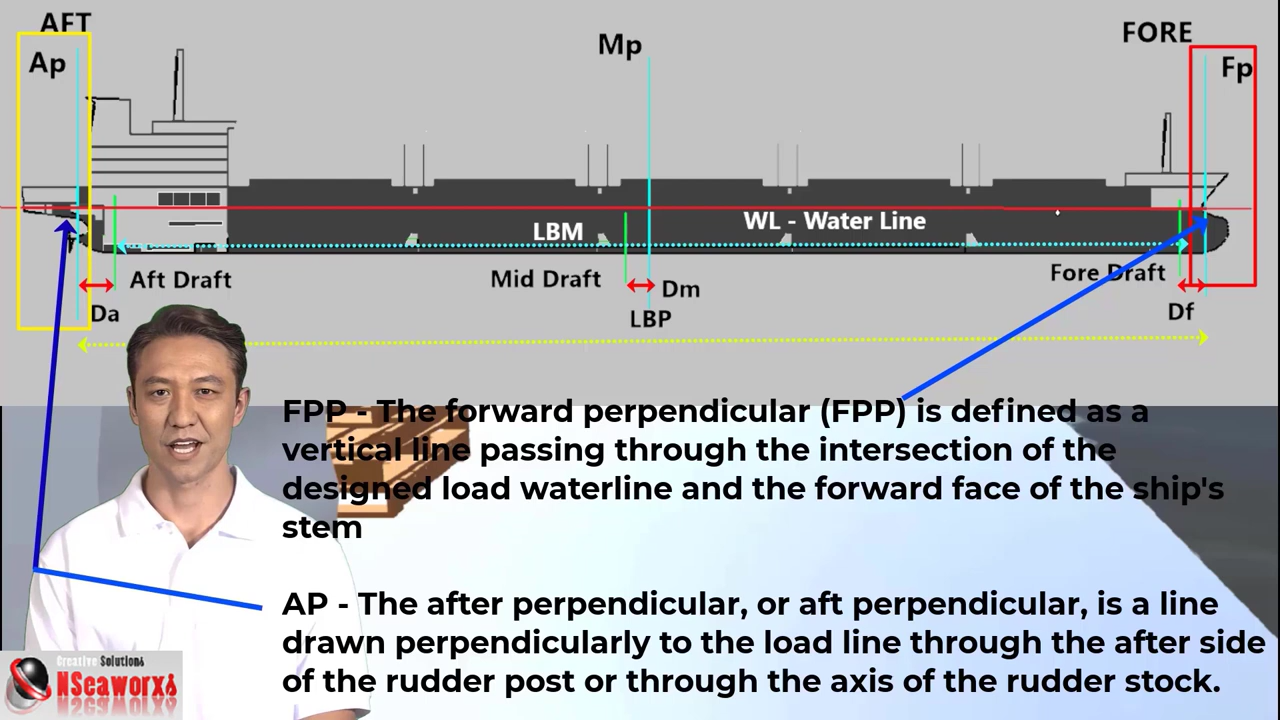 AFT
FORE
Ap
Mp
Fp
WL - Water Line
LBM
Aft Draft
Mid Draft
Dm
Fore Draft
Da
LBP
Df
FPP - The forward perpendicular (FPP) is defined as a
vertical line passing through the intersection of the
designed load waterline and the forward face of the ship's
stem
AP - The after perpendicular, or aft perpendicular, is a line
drawn perpendicularly to the load line through the after side
of the rudder post or through the axis of the rudder stock.
Creative Solutions
NSeaworxs